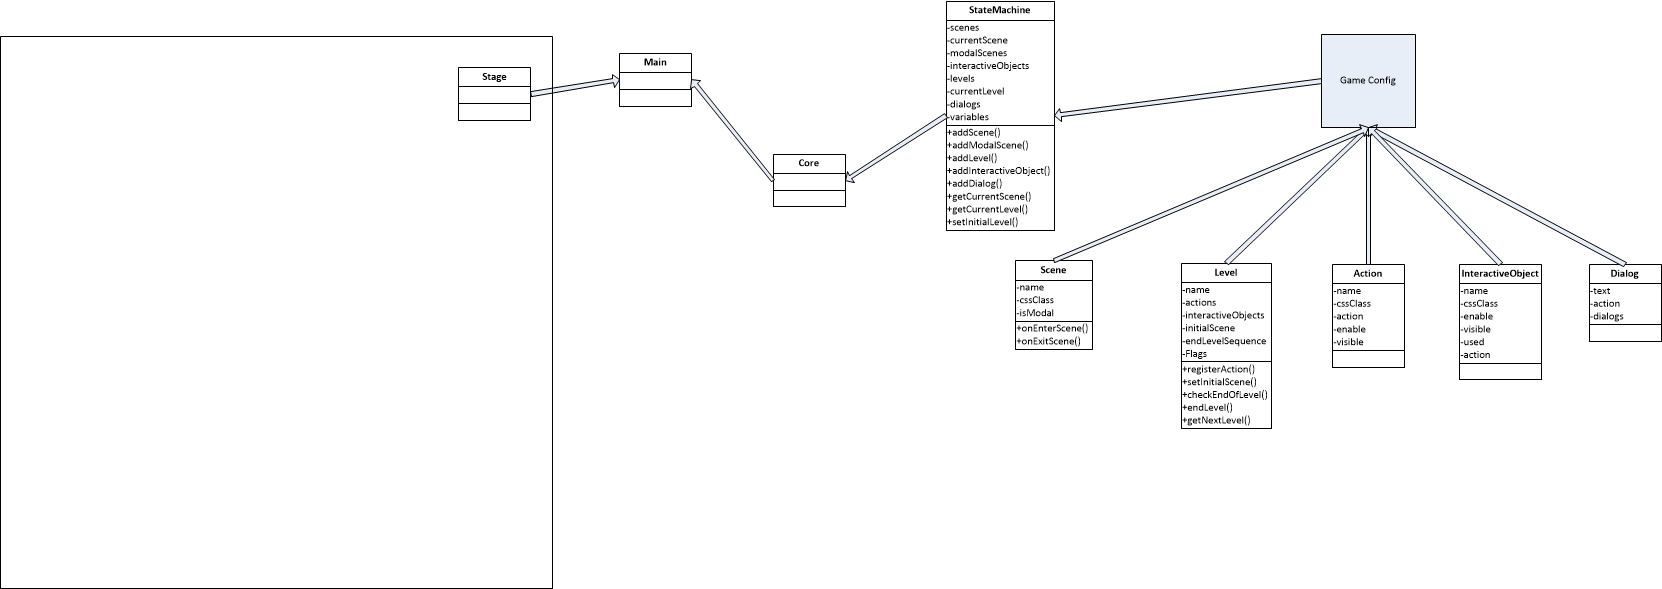 Stage
Main
Core
StateMachine
-scenes
-currentScene
-modalScenes
-interactiveObjects
-levels
-currentLevel
-dialogs
-variables
+addScene()
+addModalScene()
+addLevel()
+addInteractiveObject()
+addDialog()
+getCurrentScene()
+getCurrentLevel()
+setInitialLevel()
Game Config
Scene
-name
-cssClass
-isModal
+onEnterScene()
+onExitScene()
Level
-name
-actions
-interactiveObjects
-initialScene
-endLevelSequence
-Flags
+registerAction()
+setInitialScene()
+checkEndOfLevel()
+endLevel()
+getNextLevel()
Action
-name
-cssClass
-action
-enable
-visible
InteractiveObject
-name
-cssClass
-enable
-visible
-used
-action
Dialog
-text
-action
-dialogs